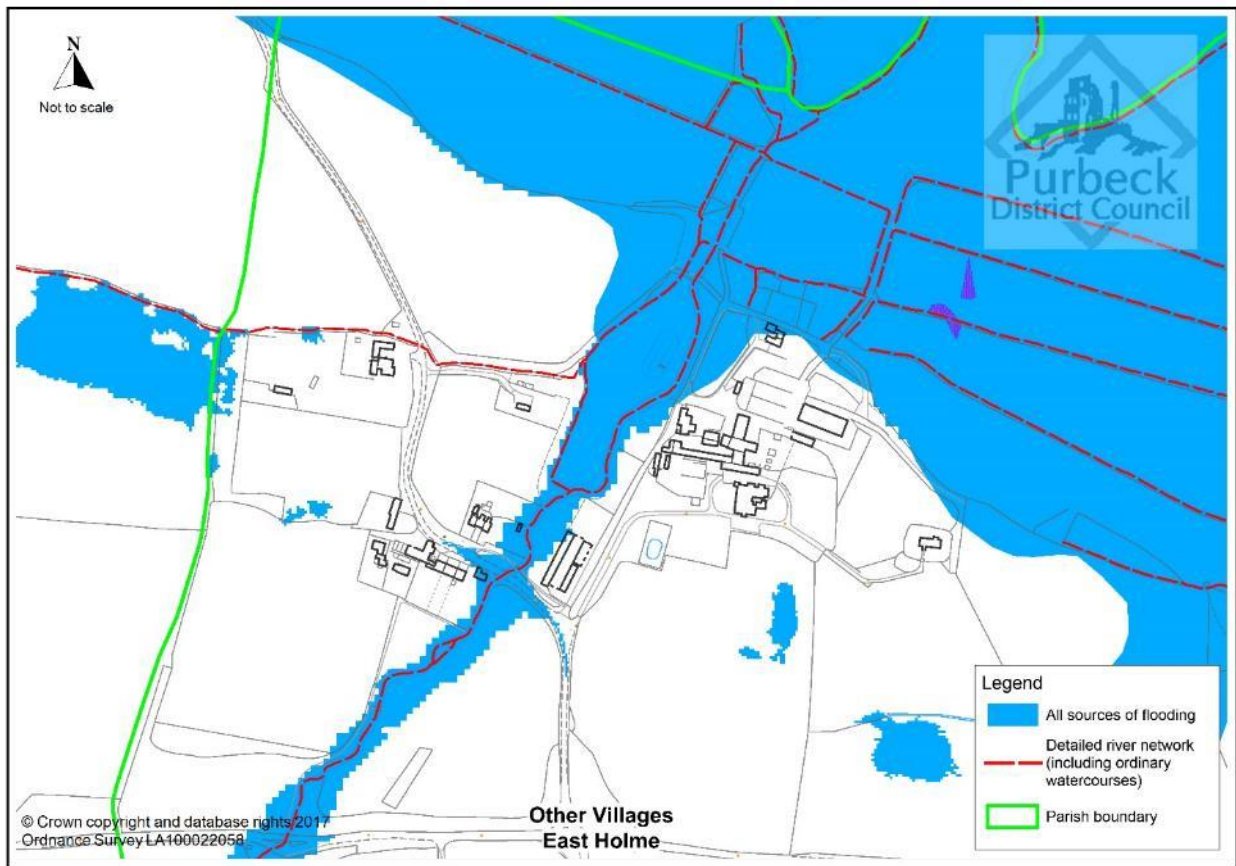 N
Not to scale
Purbeck
District Council
Legend
All sources of flooding
Detailed river network
(including ordinary
watercourses)
Parish boundary
© Crown copyright and database rights 2017
Ordnance Survey LA100022058
Other Villages
East Holme